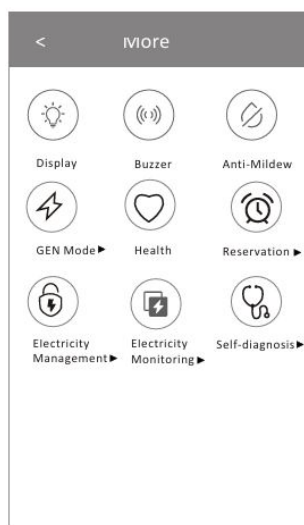 < More
Display Buzzer Anti-Mildew
GEN Mode▶ Health Reservation ▶
Electricity Electricity Self-diagnosis▶
Management▶ Monitoring▶